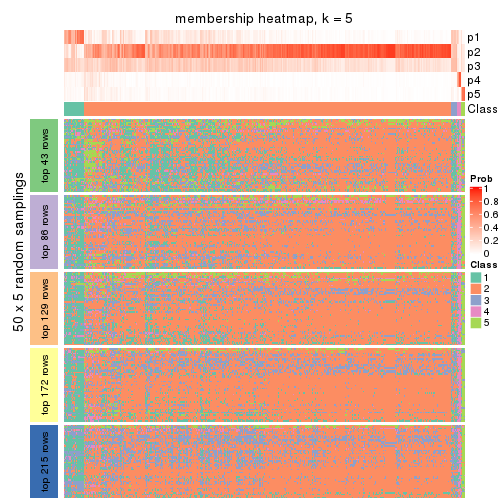 membership heatmap, k = 5
p1
p2
p3
p4
p5
Class
50 x 5 random samplings
top 43 rows
top 86 rows
top 129 rows
top 172 rows
top 215 rows
Prob
1
0.8
0.6
0.4
0.2
0
Class
1
2
3
4
5